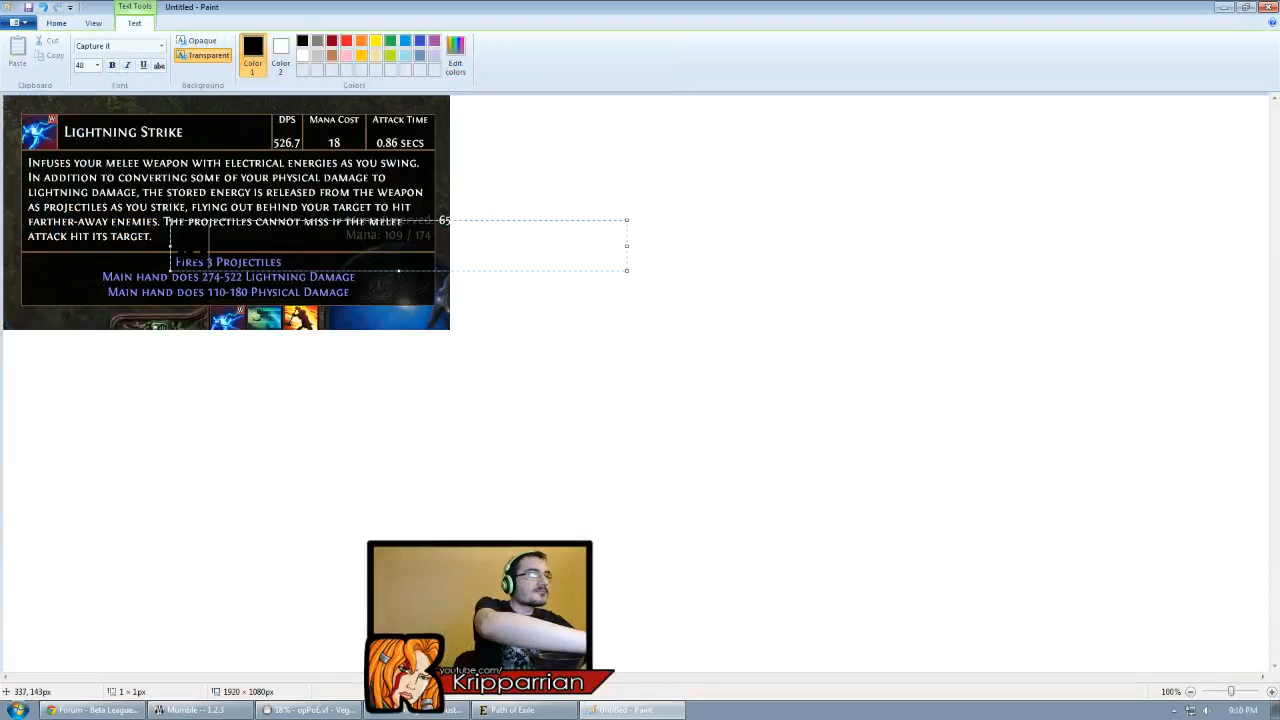 Text Tools
Untitled - Paint
Home
View
Text
Paste
Cut
Copy
Clipboard
Capture it
48
B I U abc
Font
Opaque
Transparent
Background
Color 1
Color 2
Edit colors
Colors
Lightning Strike
DPS
526.7
Mana Cost
18
Attack Time
0.86 secs
Infuses your melee weapon with electrical energies as you swing.
In addition to converting some of your physical damage to
lightning damage, the stored energy is released from the weapon
as projectiles as you strike, flying out behind your target to hit
farther-away enemies. The projectiles cannot miss if the melee
attack hit its target.
65
Mana: 109 / 174
Fires 3 Projectiles
Main hand does 274-522 Lightning Damage
Main hand does 110-180 Physical Damage
youtube.com/
Kripparrian
337, 143px
1 × 1px
1920 × 1080px
100%
Forum - Beta League...
Mumble -- 1.2.3
18% - opPoE.vf - Veg...
Path of Exile
Untitled - Paint
9:10 PM